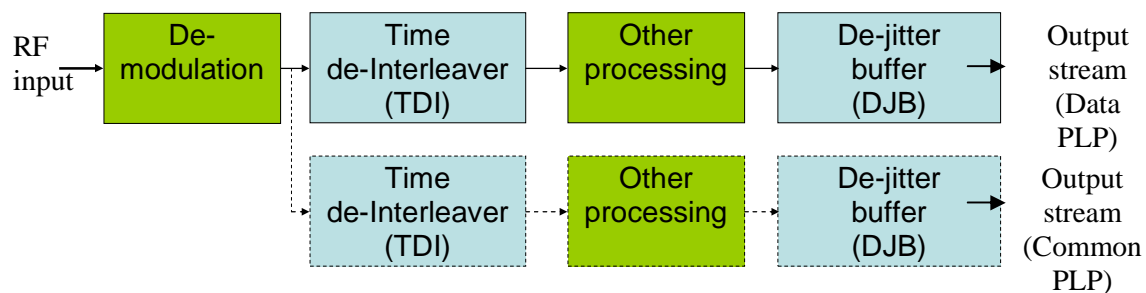 RF
input
De-
modulation
Time
de-Interleaver
(TDI)
Other
processing
De-jitter
buffer
(DJB)
Output
stream
(Data
PLP)
Time
de-Interleaver
(TDI)
Other
processing
De-jitter
buffer
(DJB)
Output
stream
(Common
PLP)